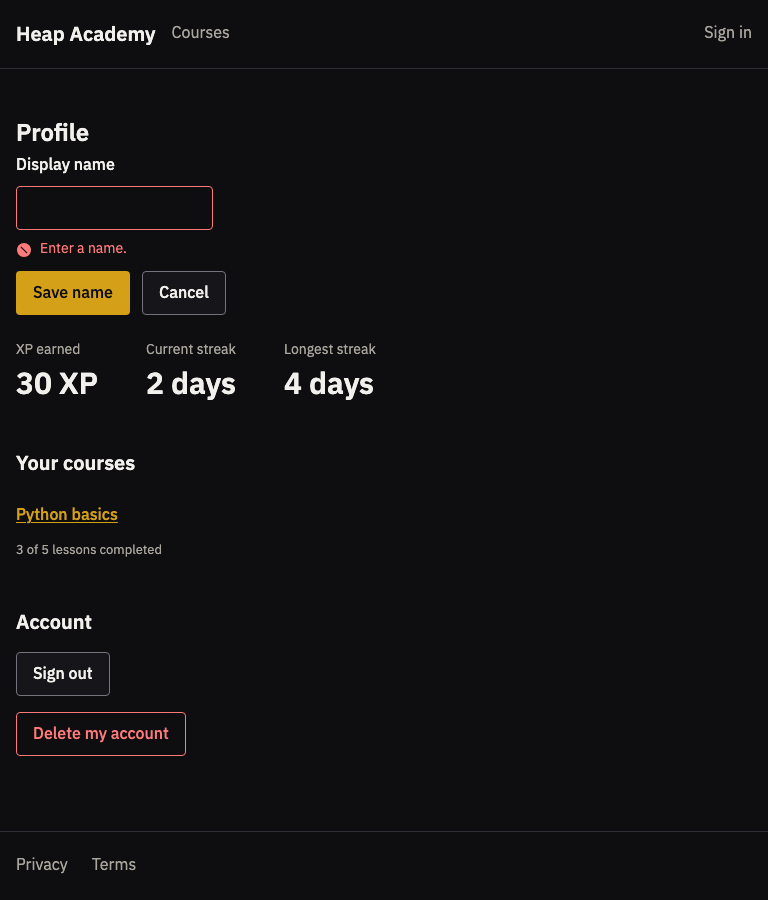 Heap Academy Courses Sign in
Profile
Display name
Enter a name.
Save name Cancel
XP earned Current streak Longest streak
30 XP 2 days 4 days
Your courses
Python basics
3 of 5 lessons completed
Account
Sign out
Delete my account
Privacy Terms